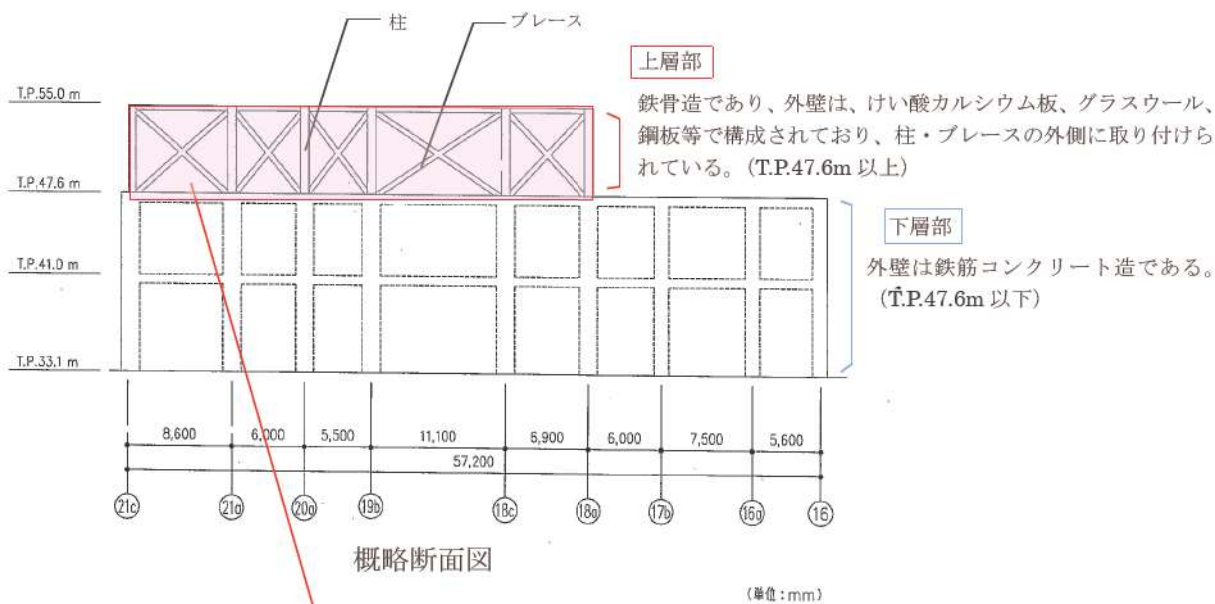 柱
ブレース
上層部
鉄骨造であり、外壁は、けい酸カルシウム板、グラスウール、
鋼板等で構成されており、柱・ブレースの外側に取り付けら
れている。（T.P.47.6m 以上）
T.P.55.0 m
T.P.47.6 m
下層部
外壁は鉄筋コンクリート造である。
（T.P.47.6m 以下）
T.P.41.0 m
T.P.33.1 m
8,600 6,000 5,500 11,100 6,900 6,000 7,500 5,600
57,200
21c 21a 20a 19b 18c 18a 17b 16a 16
概略断面図
（単位：mm）